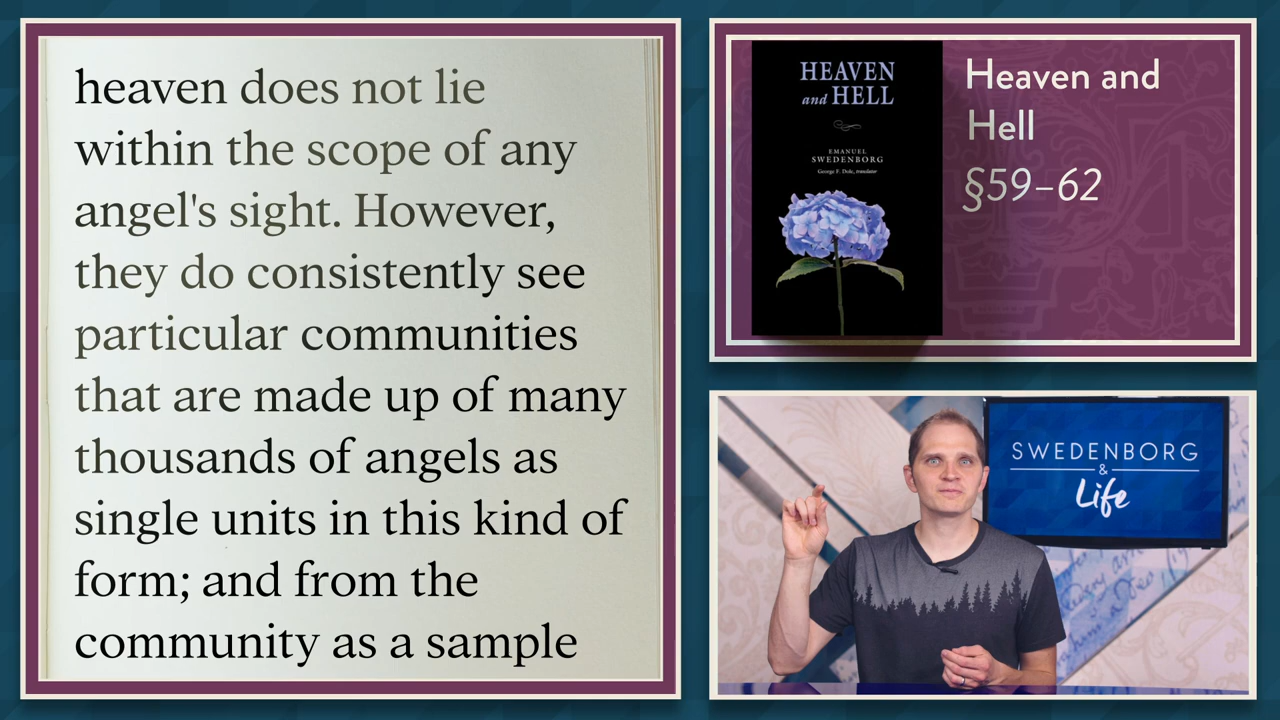 heaven does not lie
within the scope of any
angel's sight. However,
they do consistently see
particular communities
that are made up of many
thousands of angels as
single units in this kind of
form; and from the
community as a sample
HEAVEN
and HELL
EMANUEL
SWEDENBORG
George F. Dole, translator
Heaven and
Hell
§59–62
SWEDENBORG
&
Life